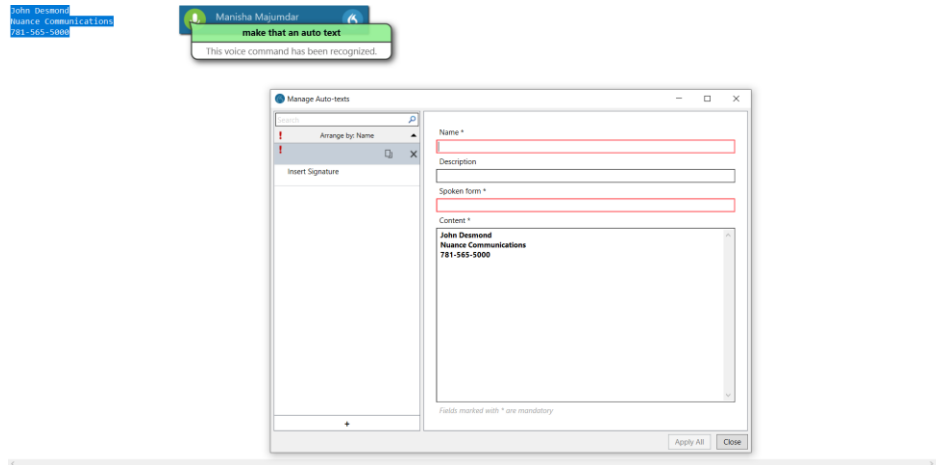 John Desmond
Nuance Communications
781-565-5000
Manisha Majumdar
make that an auto text
This voice command has been recognized.
Manage Auto-texts
Search
Arrange by: Name
Insert Signature
+
Name *
Description
Spoken form *
Content *
John Desmond
Nuance Communications
781-565-5000
Fields marked with * are mandatory
Apply All
Close